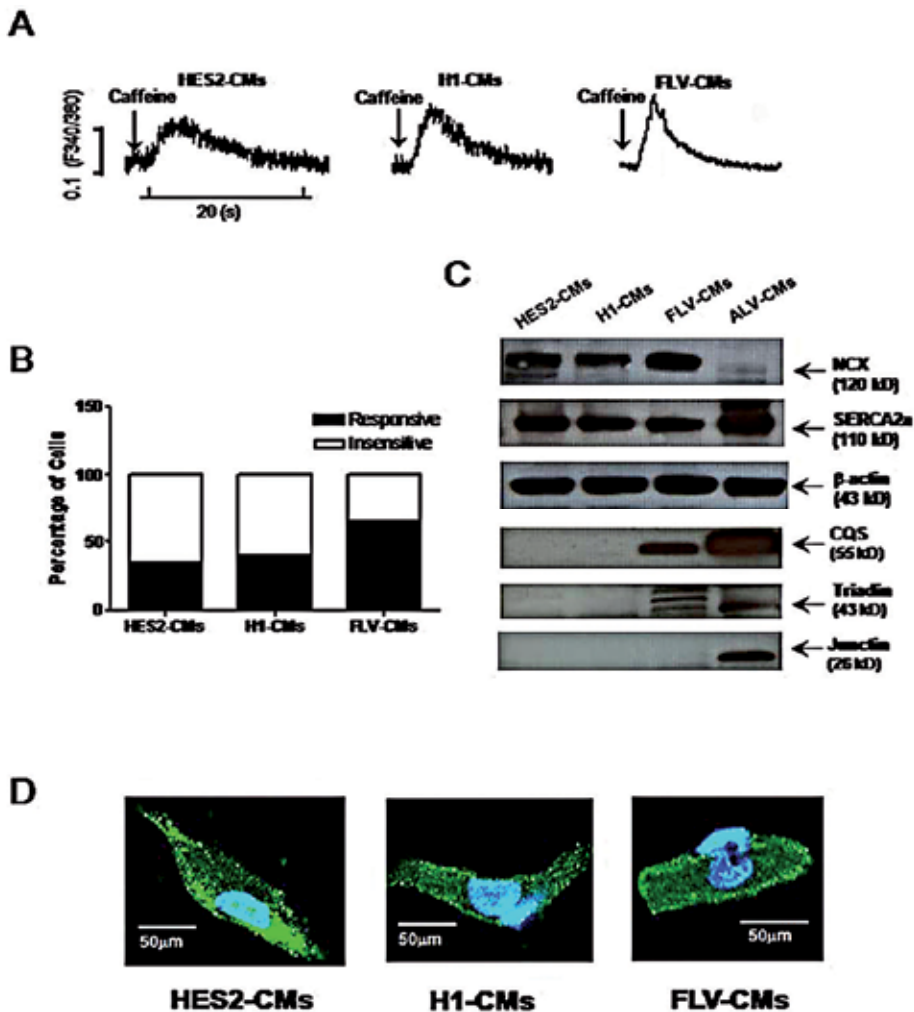 A
HES2-CMs
H1-CMs
FLV-CMs
Caffeine
Caffeine
Caffeine
0.1 (F340/380)
20 (s)
B
150
100
50
0
Percentage of Cells
Responsive
Insensitive
HES2-CMs
H1-CMs
FLV-CMs
C
HES2-CMs
H1-CMs
FLV-CMs
ALV-CMs
NCX
(120 kD)
SERCA2a
(110 kD)
β actin
(43 kD)
CQS
(55 kD)
Triadin
(43 kD)
Junctin
(26 kD)
D
50μm
50μm
50μm
HES2-CMs
H1-CMs
FLV-CMs